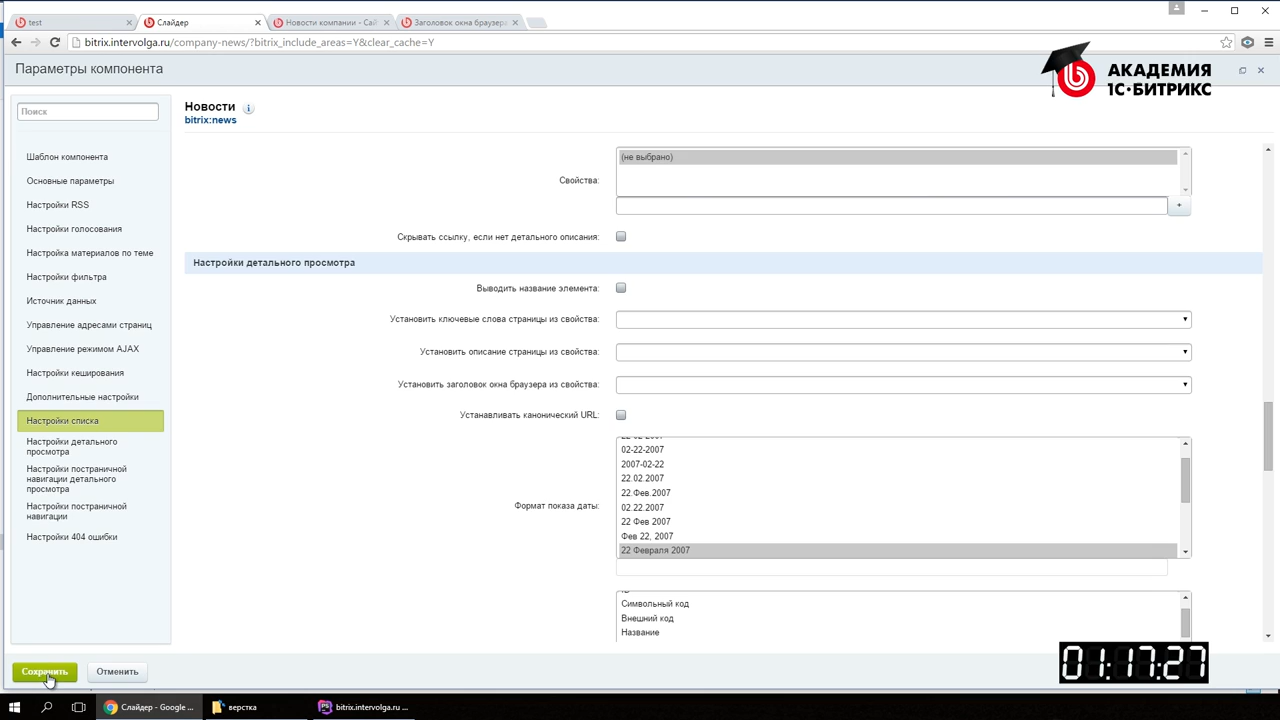 test
Слайдер
Новости компании - Сай
Заголовок окна браузера
bitrix.intervolga.ru/company-news/?bitrix_include_areas=Y&clear_cache=Y
Параметры компонента
АКАДЕМИЯ
1С·БИТРИКС
Поиск
Новости
bitrix:news
Шаблон компонента
Основные параметры
Настройки RSS
Настройки голосования
Настройка материалов по теме
Настройки фильтра
Источник данных
Управление адресами страниц
Управление режимом AJAX
Настройки кеширования
Дополнительные настройки
Настройки списка
Настройки детального
просмотра
Настройки постраничной
навигации детального
просмотра
Настройки постраничной
навигации
Настройки 404 ошибки
(не выбрано)
Свойства:
+
Скрывать ссылку, если нет детального описания:
Настройки детального просмотра
Выводить название элемента:
Установить ключевые слова страницы из свойства:
Установить описание страницы из свойства:
Установить заголовок окна браузера из свойства:
Устанавливать канонический URL:
Формат показа даты:
02-22-2007
2007-02-22
22.02.2007
22 Фев.2007
02.22.2007
22 Фев 2007
Фев 22, 2007
22 Февраля 2007
Символьный код
Внешний код
Название
Сохранить
Отменить
01:17:27
Слайдер - Google ...
верстка
bitrix.intervolga.ru ...